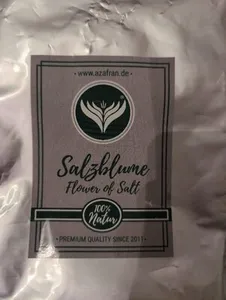 • www.azafran.de •
Salzblume
Flower of Salt
100%
Natur
• PREMIUM QUALITY SINCE 2011 •